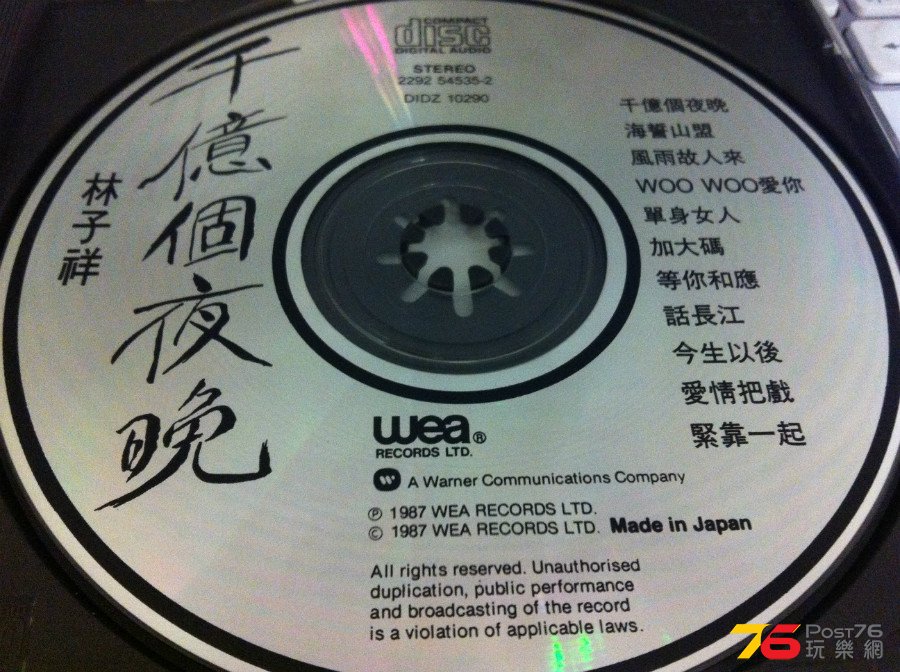 千億個夜晚
林子祥
COMPACT
disc
DIGITAL AUDIO
STEREO
2292 54535-2
DIDZ 10290
千億個夜晚
海誓山盟
風雨故人來
WOO WOO愛你
單身女人
加大碼
等你和應
話長江
今生以後
愛情把戲
緊靠一起
wea®
RECORDS LTD.
A Warner Communications Company
℗ 1987 WEA RECORDS LTD.
© 1987 WEA RECORDS LTD. Made in Japan
All rights reserved. Unauthorised
duplication, public performance
and broadcasting of the record
is a violation of applicable laws.
76 Post76
玩樂網